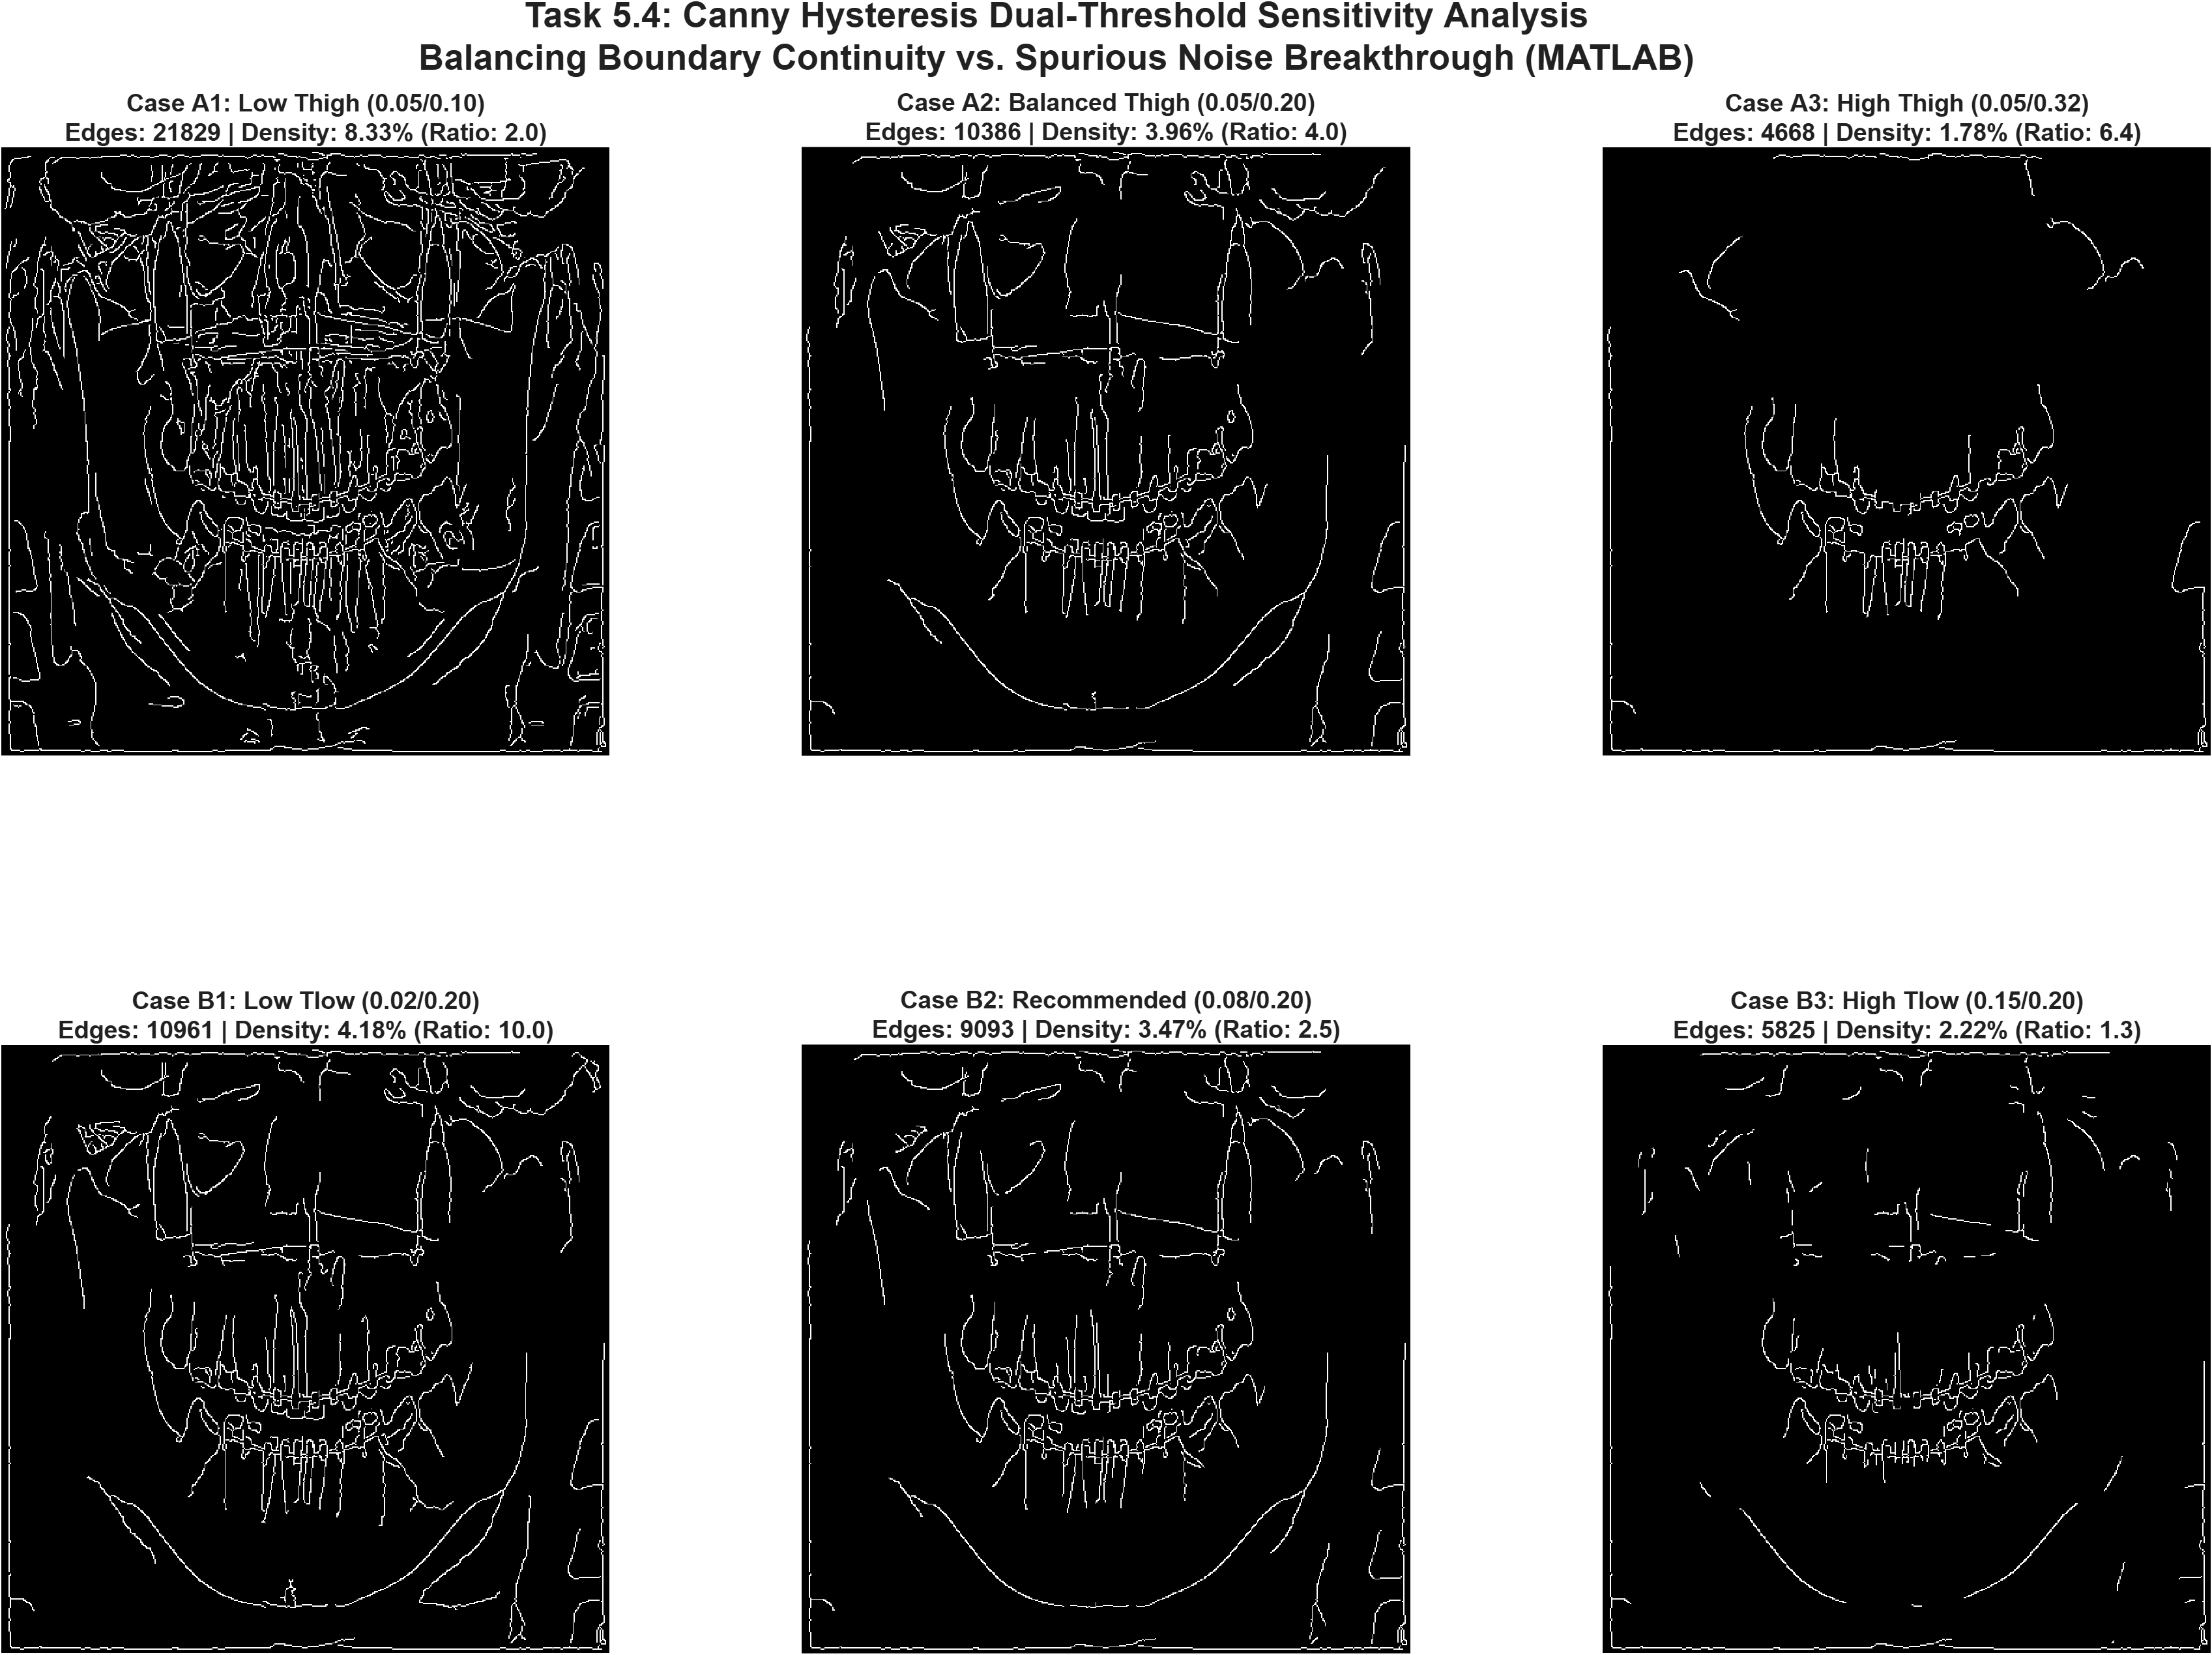 Task 5.4: Canny Hysteresis Dual-Threshold Sensitivity Analysis
Balancing Boundary Continuity vs. Spurious Noise Breakthrough (MATLAB)
Case A1: Low Thigh (0.05/0.10)
Edges: 21829 | Density: 8.33% (Ratio: 2.0)
Case A2: Balanced Thigh (0.05/0.20)
Edges: 10386 | Density: 3.96% (Ratio: 4.0)
Case A3: High Thigh (0.05/0.32)
Edges: 4668 | Density: 1.78% (Ratio: 6.4)
Case B1: Low Tlow (0.02/0.20)
Edges: 10961 | Density: 4.18% (Ratio: 10.0)
Case B2: Recommended (0.08/0.20)
Edges: 9093 | Density: 3.47% (Ratio: 2.5)
Case B3: High Tlow (0.15/0.20)
Edges: 5825 | Density: 2.22% (Ratio: 1.3)